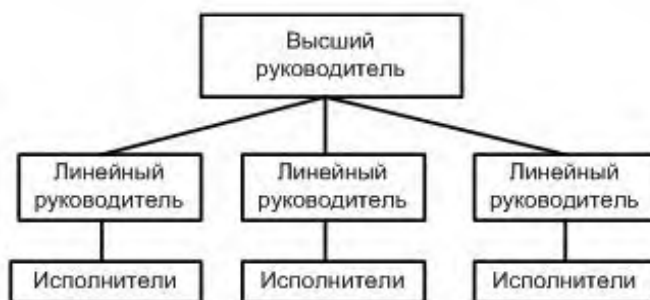 Высший
руководитель
Линейный
руководитель
Линейный
руководитель
Линейный
руководитель
Исполнители
Исполнители
Исполнители